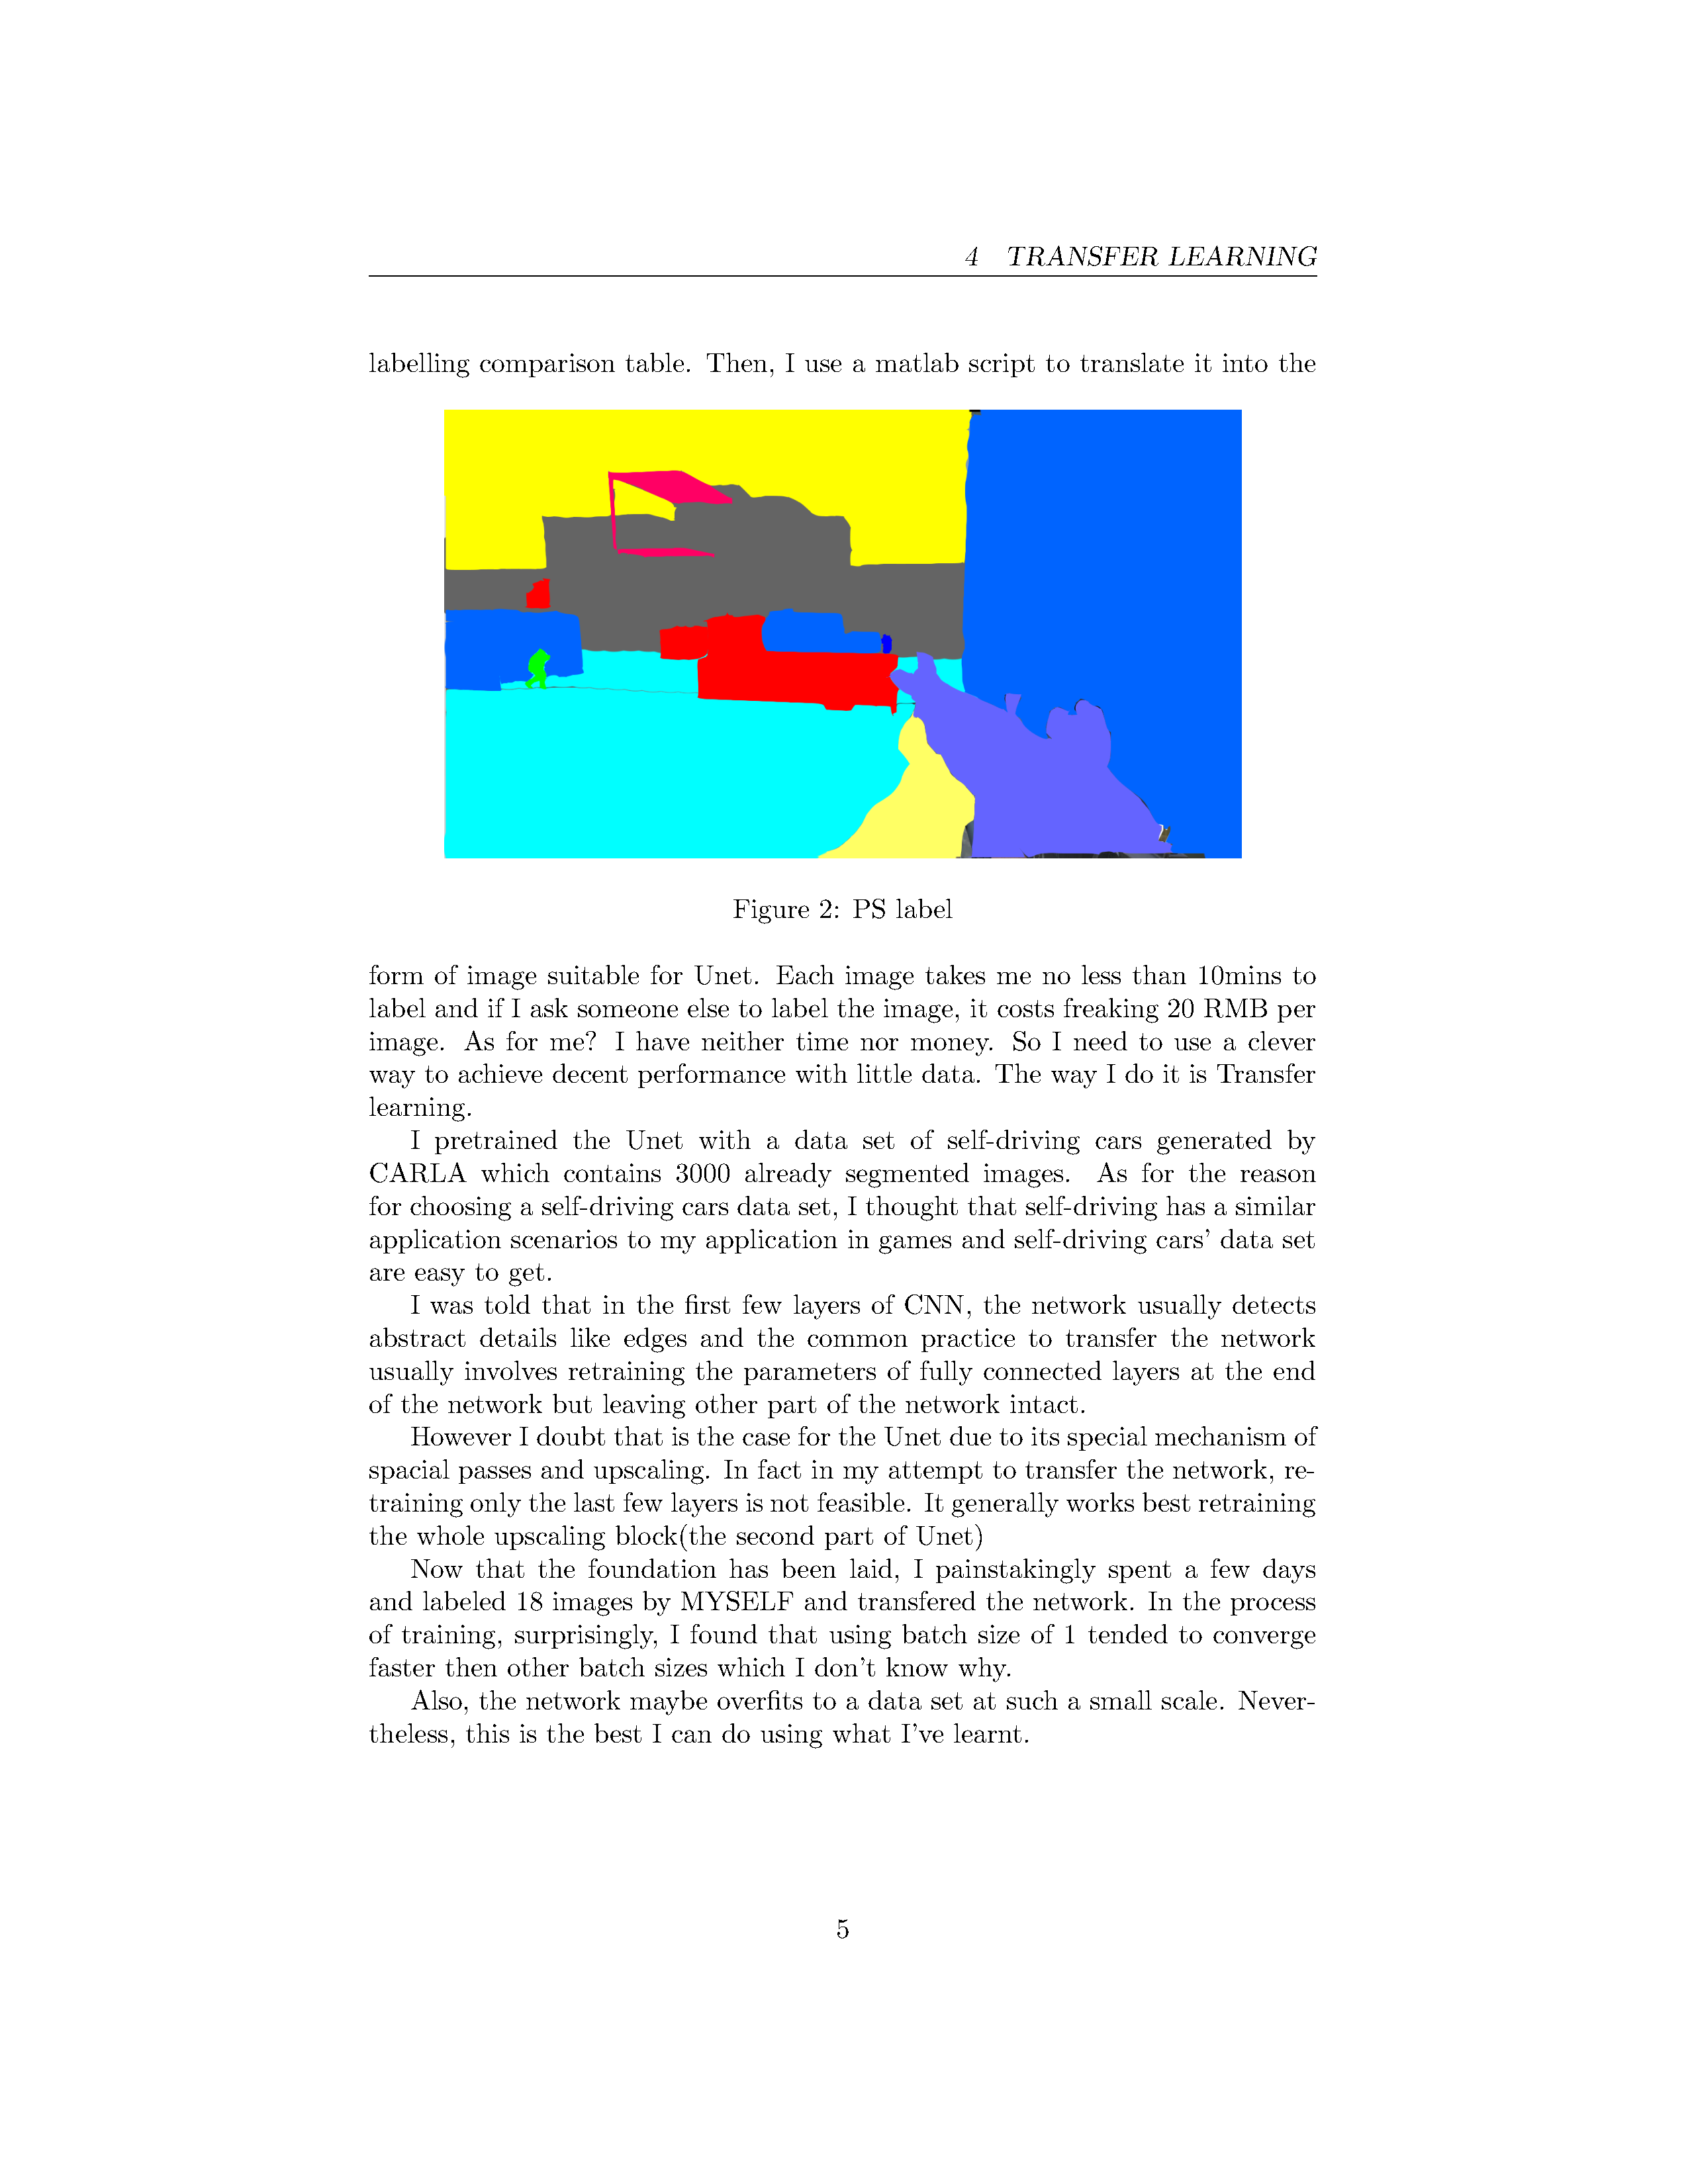 4 TRANSFER LEARNING
labelling comparison table. Then, I use a matlab script to translate it into the
Figure 2: PS label
form of image suitable for Unet. Each image takes me no less than 10mins to
label and if I ask someone else to label the image, it costs freaking 20 RMB per
image. As for me? I have neither time nor money. So I need to use a clever
way to achieve decent performance with little data. The way I do it is Transfer
learning.
I pretrained the Unet with a data set of self-driving cars generated by
CARLA which contains 3000 already segmented images. As for the reason
for choosing a self-driving cars data set, I thought that self-driving has a similar
application scenarios to my application in games and self-driving cars' data set
are easy to get.
I was told that in the first few layers of CNN, the network usually detects
abstract details like edges and the common practice to transfer the network
usually involves retraining the parameters of fully connected layers at the end
of the network but leaving other part of the network intact.
However I doubt that is the case for the Unet due to its special mechanism of
spacial passes and upscaling. In fact in my attempt to transfer the network, re-
training only the last few layers is not feasible. It generally works best retraining
the whole upscaling block(the second part of Unet)
Now that the foundation has been laid, I painstakingly spent a few days
and labeled 18 images by MYSELF and transfered the network. In the process
of training, surprisingly, I found that using batch size of 1 tended to converge
faster then other batch sizes which I don't know why.
Also, the network maybe overfits to a data set at such a small scale. Never-
theless, this is the best I can do using what I've learnt.
5